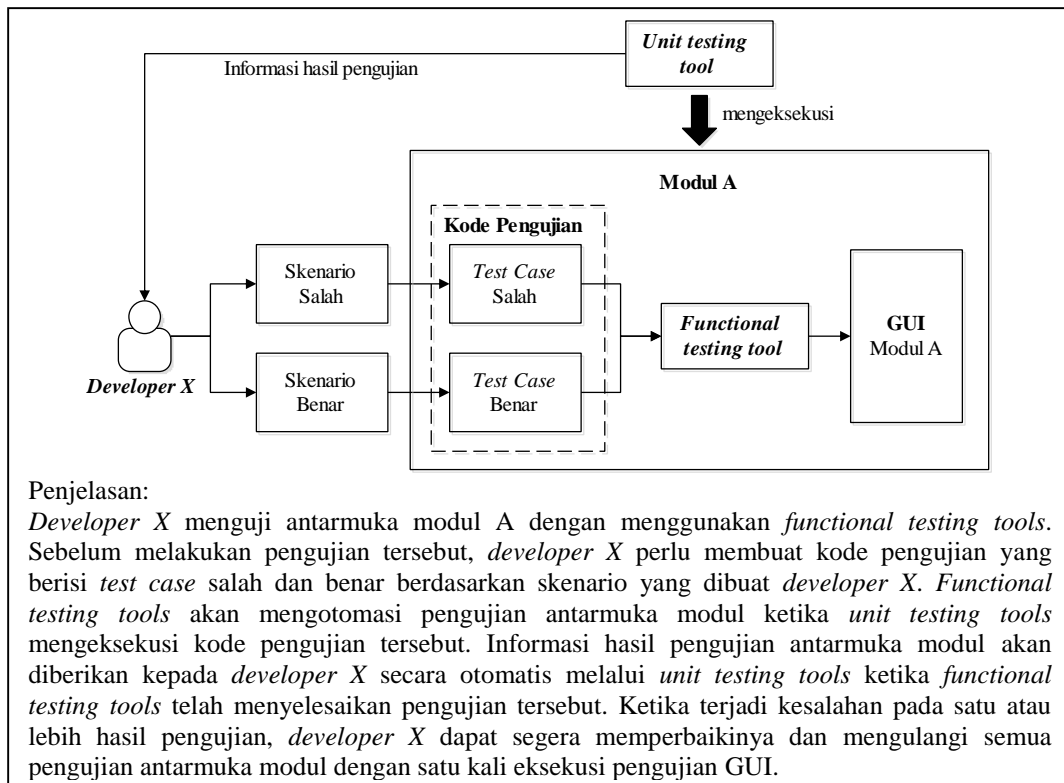 Unit testing
tool
Informasi hasil pengujian
mengeksekusi
Modul A
Kode Pengujian
Skenario
Salah
Test Case
Salah
Functional
testing tool
GUI
Modul A
Developer X
Skenario
Benar
Test Case
Benar
Penjelasan:
Developer X menguji antarmuka modul A dengan menggunakan functional testing tools.
Sebelum melakukan pengujian tersebut, developer X perlu membuat kode pengujian yang
berisi test case salah dan benar berdasarkan skenario yang dibuat developer X. Functional
testing tools akan mengotomasi pengujian antarmuka modul ketika unit testing tools
mengeksekusi kode pengujian tersebut. Informasi hasil pengujian antarmuka modul akan
diberikan kepada developer X secara otomatis melalui unit testing tools ketika functional
testing tools telah menyelesaikan pengujian tersebut. Ketika terjadi kesalahan pada satu atau
lebih hasil pengujian, developer X dapat segera memperbaikinya dan mengulangi semua
pengujian antarmuka modul dengan satu kali eksekusi pengujian GUI.